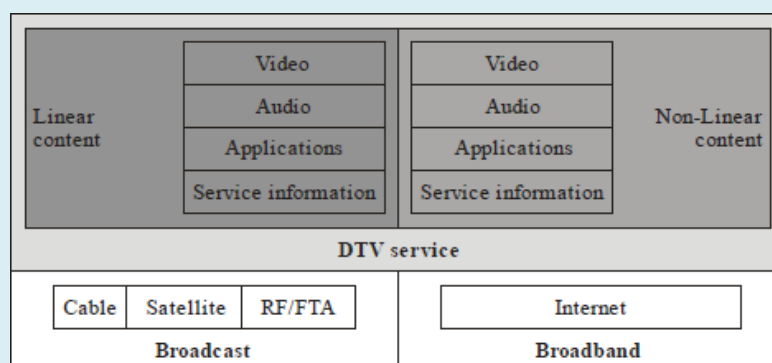 Linear
content
Video
Audio
Applications
Service information
Video
Audio
Applications
Service information
Non-Linear
content
DTV service
Cable
Satellite
RF/FTA
Broadcast
Internet
Broadband